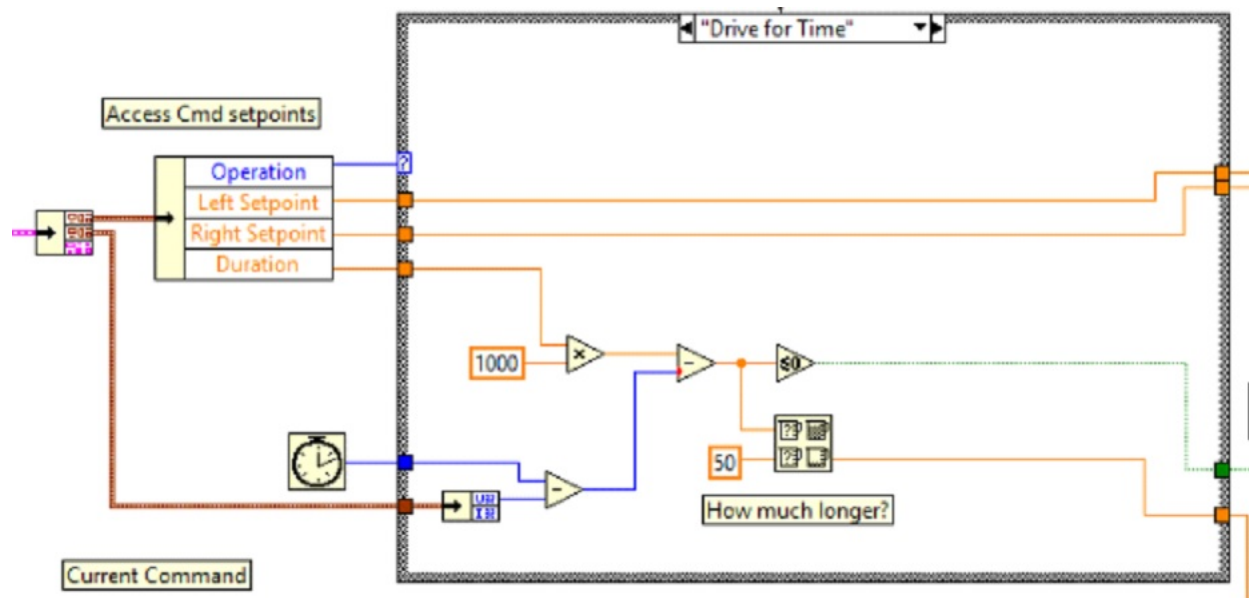 "Drive for Time"
Access Cmd setpoints
Operation
Left Setpoint
Right Setpoint
Duration
1000
x
-
≤0
50
-
How much longer?
Current Command